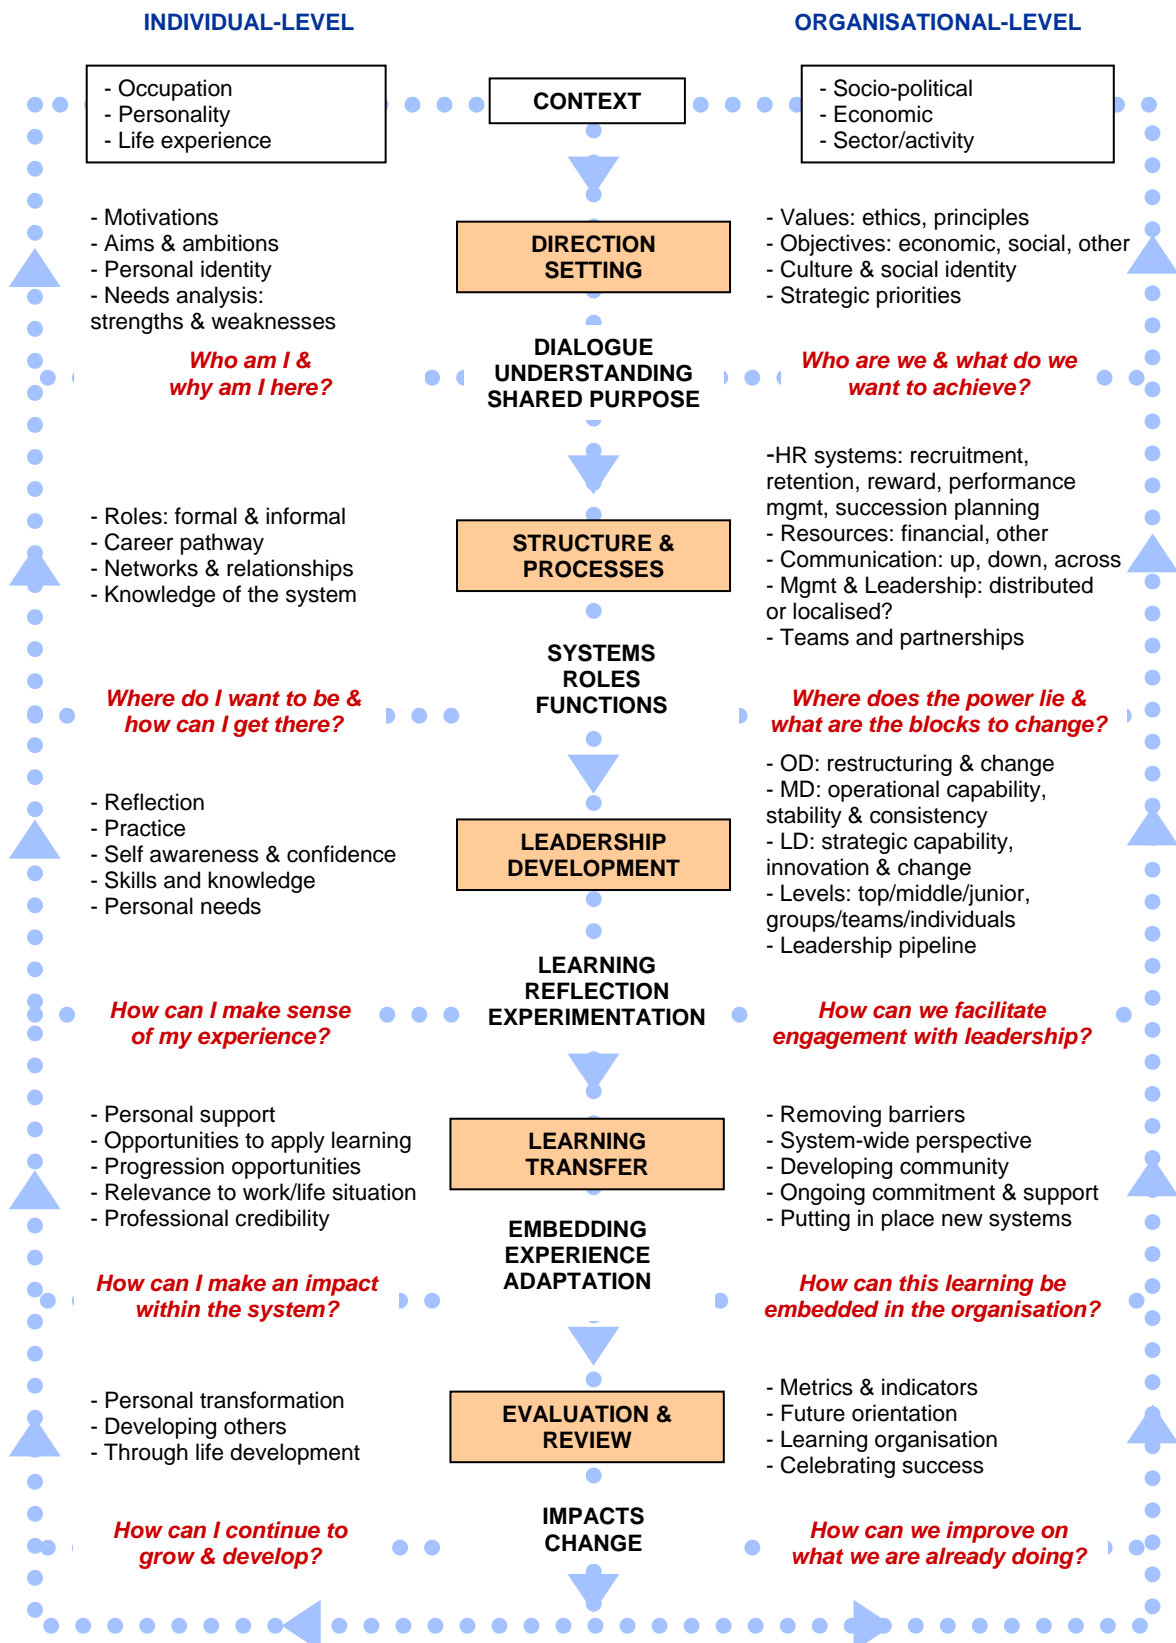 INDIVIDUAL-LEVEL
ORGANISATIONAL-LEVEL
- Occupation
- Personality
- Life experience
CONTEXT
- Socio-political
- Economic
- Sector/activity
- Motivations
- Aims & ambitions
- Personal identity
- Needs analysis:
strengths & weaknesses
DIRECTION
SETTING
- Values: ethics, principles
- Objectives: economic, social, other
- Culture & social identity
- Strategic priorities
Who am I &
why am I here?
DIALOGUE
UNDERSTANDING
SHARED PURPOSE
Who are we & what do we
want to achieve?
- Roles: formal & informal
- Career pathway
- Networks & relationships
- Knowledge of the system
STRUCTURE &
PROCESSES
-HR systems: recruitment,
retention, reward, performance
mgmt, succession planning
- Resources: financial, other
- Communication: up, down, across
- Mgmt & Leadership: distributed
or localised?
- Teams and partnerships
Where do I want to be &
how can I get there?
SYSTEMS
ROLES
FUNCTIONS
Where does the power lie &
what are the blocks to change?
- Reflection
- Practice
- Self awareness & confidence
- Skills and knowledge
- Personal needs
LEADERSHIP
DEVELOPMENT
- OD: restructuring & change
- MD: operational capability,
stability & consistency
- LD: strategic capability,
innovation & change
- Levels: top/middle/junior,
groups/teams/individuals
- Leadership pipeline
How can I make sense
of my experience?
LEARNING
REFLECTION
EXPERIMENTATION
How can we facilitate
engagement with leadership?
- Personal support
- Opportunities to apply learning
- Progression opportunities
- Relevance to work/life situation
- Professional credibility
LEARNING
TRANSFER
- Removing barriers
- System-wide perspective
- Developing community
- Ongoing commitment & support
- Putting in place new systems
How can I make an impact
within the system?
EMBEDDING
EXPERIENCE
ADAPTATION
How can this learning be
embedded in the organisation?
- Personal transformation
- Developing others
- Through life development
EVALUATION &
REVIEW
- Metrics & indicators
- Future orientation
- Learning organisation
- Celebrating success
How can I continue to
grow & develop?
IMPACTS
CHANGE
How can we improve on
what we are already doing?